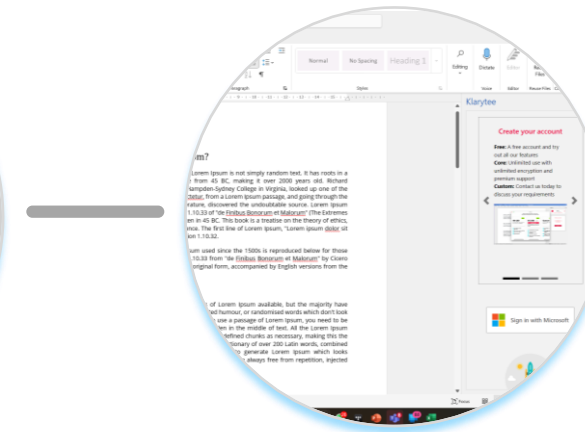 Normal
No Spacing
Heading 1
Editing
Dictate
Editor
Files
Paragraph
Styles
Voice
Editor
Reuse Files
Klarytee
Create your account
Free: A free account and try
out all our features
Core: Unlimited use with
unlimited encryption and
premium support
Custom: Contact us today to
discuss your requirements
Sign in with Microsoft
Focus
Lorem Ipsum is not simply random text. It has roots in a
from 45 BC, making it over 2000 years old. Richard
Hampden-Sydney College in Virginia, looked up one of the
from a Lorem Ipsum passage, and going through the
discovered the undoubtable source. Lorem Ipsum
1.10.33 of "de Finibus Bonorum et Malorum" (The Extremes
en in 45 BC. This book is a treatise on the theory of ethics,
The first line of Lorem Ipsum, "Lorem ipsum dolor sit
1.10.32.
used since the 1500s is reproduced below for those
1.10.33 from "de Finibus Bonorum et Malorum" by Cicero
original form, accompanied by English versions from the
of Lorem Ipsum available, but the majority have
humour, or randomised words which don't look
use a passage of Lorem Ipsum, you need to be
in the middle of text. All the Lorem Ipsum
chunks as necessary, making this the
of over 200 Latin words, combined
generate Lorem Ipsum which looks
always free from repetition, injected